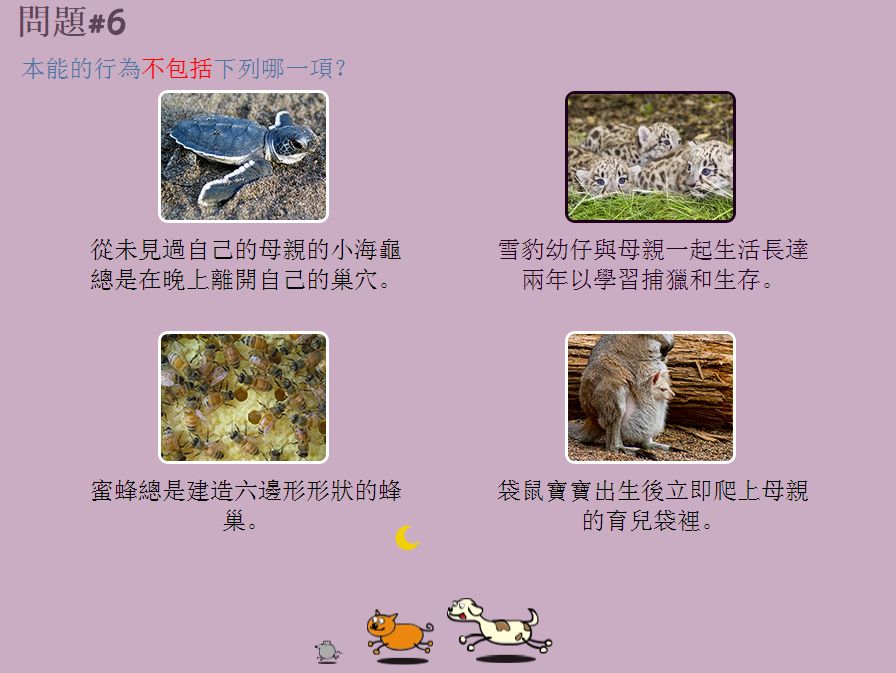 問題#6
本能的行為不包括下列哪一項？
從未見過自己的母親的小海龜
總是在晚上離開自己的巢穴。
雪豹幼仔與母親一起生活長達
兩年以學習捕獵和生存。
蜜蜂總是建造六邊形形狀的蜂
巢。
袋鼠寶寶出生後立即爬上母親
的育兒袋裡。